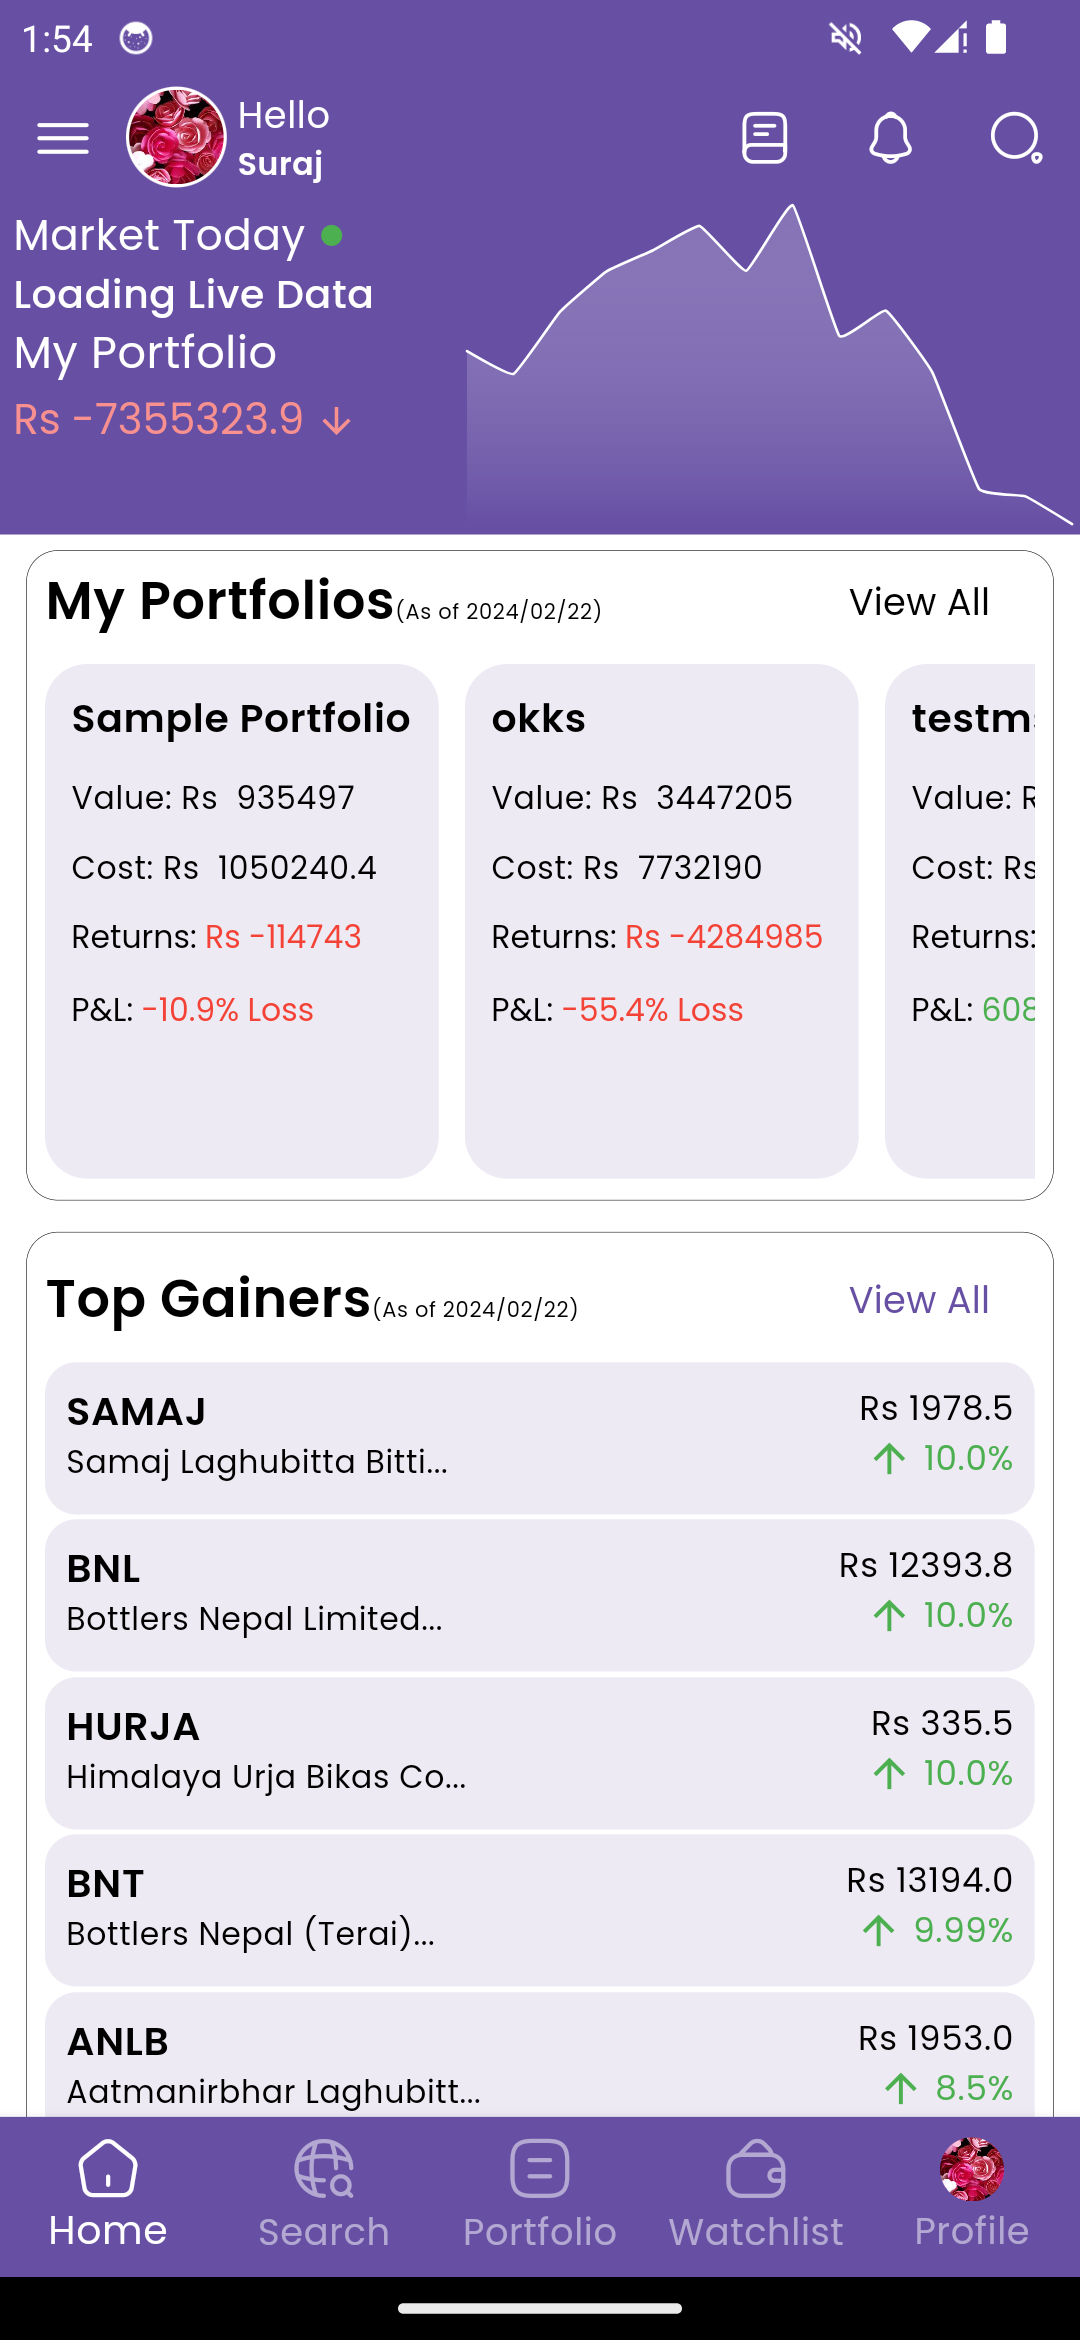 1:54
Hello
Suraj
Market Today
Loading Live Data
My Portfolio
Rs -7355323.9
My Portfolios(As of 2024/02/22) View All
Sample Portfolio
Value: Rs 935497
Cost: Rs 1050240.4
Returns: Rs -114743
P&L: -10.9% Loss
okks
Value: Rs 3447205
Cost: Rs 7732190
Returns: Rs -4284985
P&L: -55.4% Loss
Value:
Cost: Rs
Returns:
P&L: 608
Top Gainers(As of 2024/02/22) View All
SAMAJ Rs 1978.5
Samaj Laghubitta Bitti... 10.0%
BNL Rs 12393.8
Bottlers Nepal Limited... 10.0%
HURJA Rs 335.5
Himalaya Urja Bikas Co... 10.0%
BNT Rs 13194.0
Bottlers Nepal (Terai)... 9.99%
ANLB Rs 1953.0
Aatmanirbhar Laghubitt... 8.5%
Home Search Portfolio Watchlist Profile